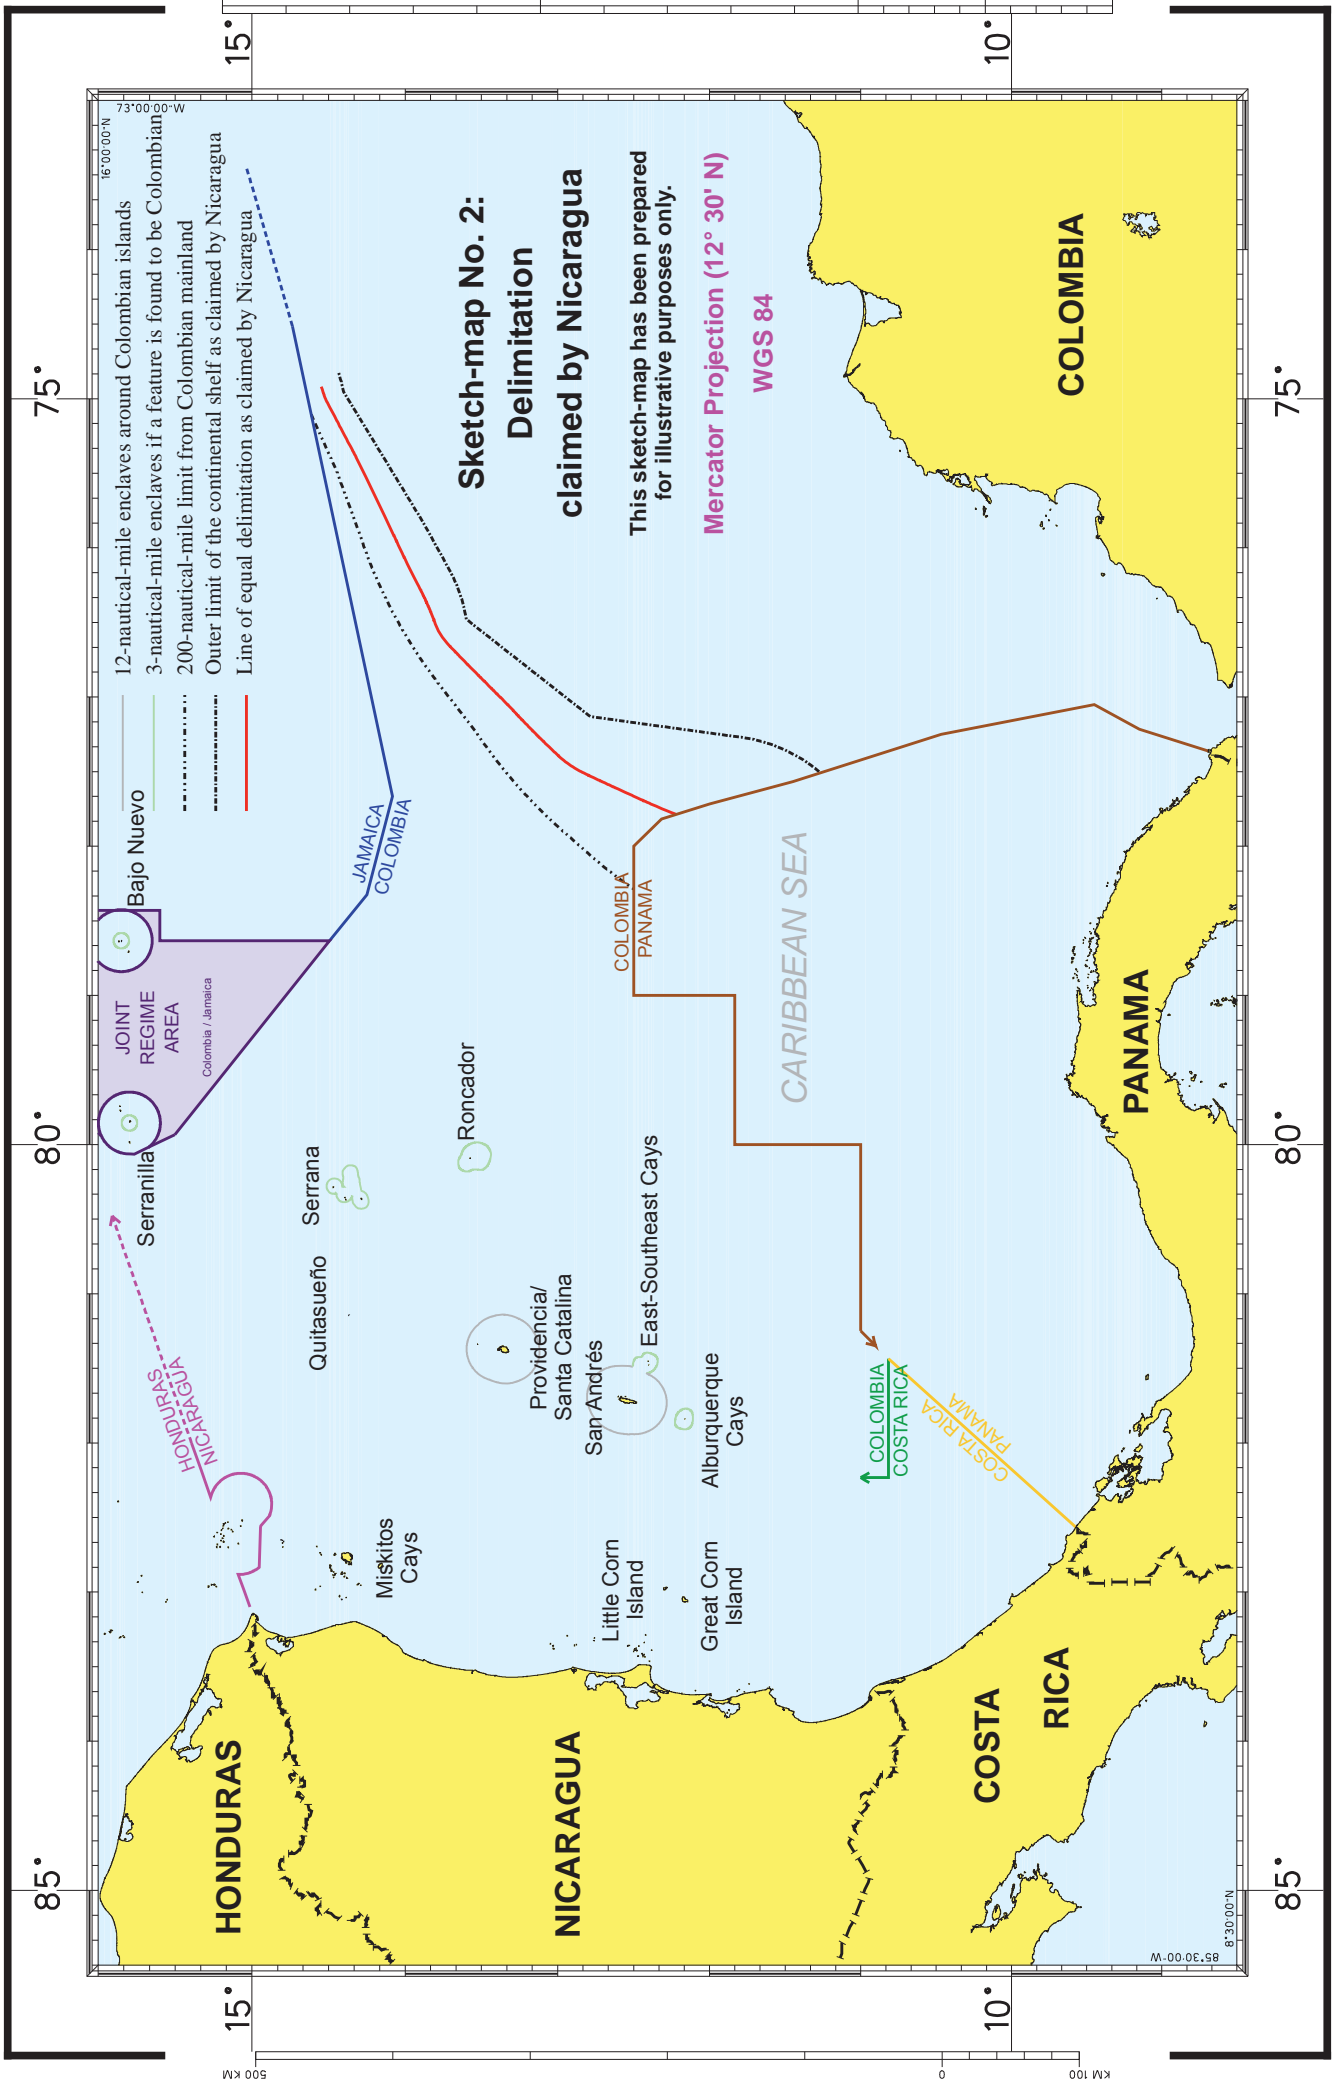 Sketch-map No. 2:
Delimitation
claimed by Nicaragua
This sketch-map has been prepared
for illustrative purposes only.
Mercator Projection (12° 30' N)
WGS 84
12-nautical-mile enclaves around Colombian islands
3-nautical-mile enclaves if a feature is found to be Colombian
200-nautical-mile limit from Colombian mainland
Outer limit of the continental shelf as claimed by Nicaragua
Line of equal delimitation as claimed by Nicaragua
16°00'00"N
73°00'00"W
85°
80°
75°
15°
15°
10°
10°
85°
80°
75°
8°30'00"N
85°30'00"W
500 KM
0
KM 100
HONDURAS
NICARAGUA
COSTA
RICA
PANAMA
COLOMBIA
CARIBBEAN SEA
HONDURAS
NICARAGUA
JOINT
REGIME
AREA
Colombia / Jamaica
Serranilla
Bajo Nuevo
JAMAICA
COLOMBIA
Quitasueño
Serrana
Roncador
Miskitos
Cays
Providencia/
Santa Catalina
San Andrés
East-Southeast Cays
Alburquerque
Cays
Little Corn
Island
Great Corn
Island
COLOMBIA
PANAMA
COLOMBIA
COSTA RICA
COSTA RICA
PANAMA